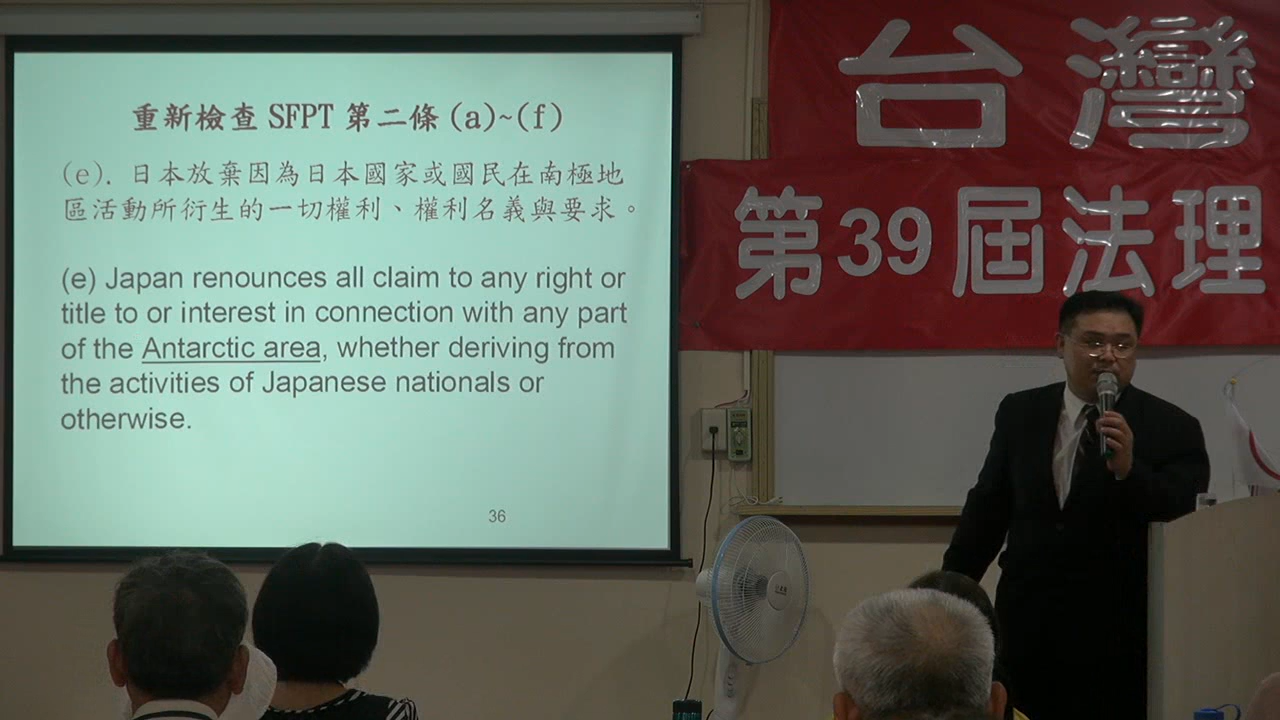 重新檢查 SFPT 第二條 (a)~(f)
(e). 日本放棄因為日本國家或國民在南極地
區活動所衍生的一切權利、權利名義與要求。
(e) Japan renounces all claim to any right or
title to or interest in connection with any part
of the Antarctic area, whether deriving from
the activities of Japanese nationals or
otherwise.
36
台灣
第39屆法理